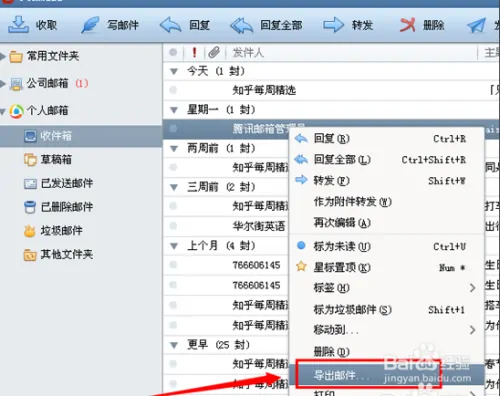 收取 写邮件 回复 回复全部 转发 删除
常用文件夹
公司邮箱 (1)
个人邮箱
收件箱
草稿箱
已发送邮件
已删除邮件
垃圾邮件
其他文件夹
! 发件人 主
今天 (1 封)
知乎每周精选
星期一 (1 封)
腾讯邮箱管理员
两周前 (1 封)
知乎每周精
三周前 (2 封)
知乎每周精
华尔街英语
上个月 (4 封)
766606145
766606145
知乎每周精
知乎每周精
更早 (25 封)
知乎每周精
知乎每周精
回复(R) Ctrl+R
回复全部(L) Ctrl+Shift+R
转发(F) Shift+W
作为附件转发(W)
再次编辑(A)
标为未读(U) Ctrl+U
星标置顶(K) Num *
标签(H)
标为垃圾邮件(S) Shift+1
移动到...
删除(D)
导出邮件...
打印
Baidu 经验
jingyan.baidu.com